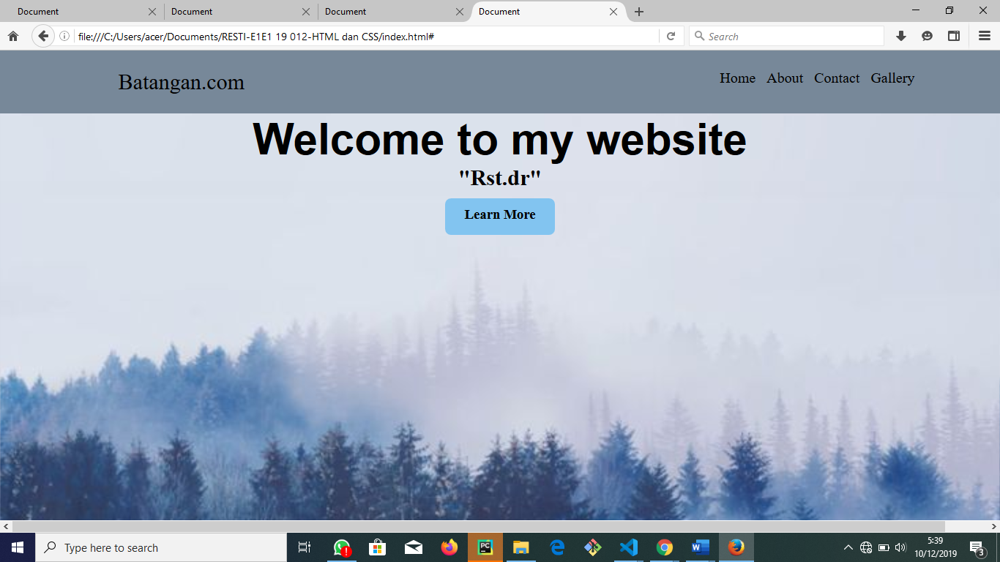 Document Document Document Document
file:///C:/Users/acer/Documents/RESTI-E1E1 19 012-HTML dan CSS/index.html# Search
Batangan.com Home About Contact Gallery
Welcome to my website
"Rst.dr"
Learn More
Type here to search
5:39
10/12/2019
3